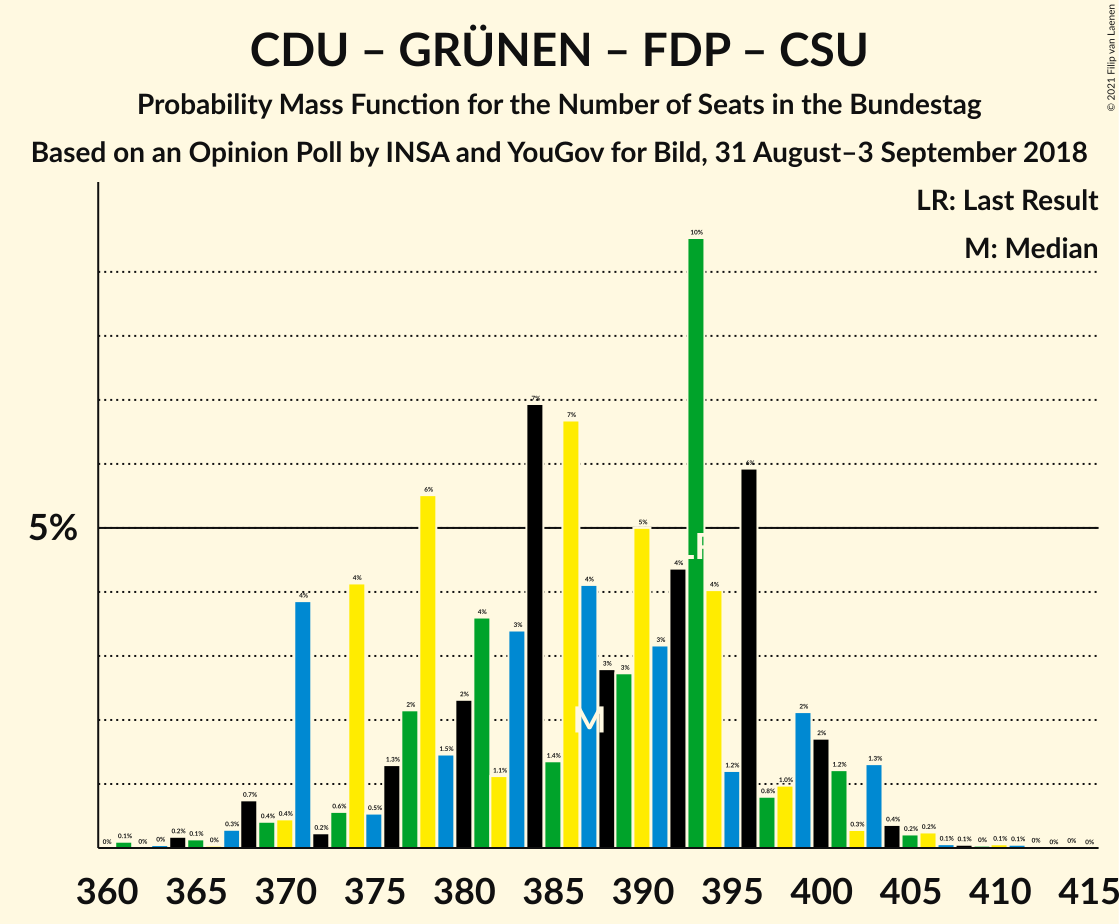 CDU – GRÜNEN – FDP – CSU
Probability Mass Function for the Number of Seats in the Bundestag
Based on an Opinion Poll by INSA and YouGov for Bild, 31 August–3 September 2018
© 2021 Filip van Laenen
LR: Last Result
M: Median
5%
0% 0.1% 0% 0% 0.2% 0.1% 0% 0.3% 0.7% 0.4% 0.4% 4% 0.2% 0.6% 4% 0.5% 1.3% 2% 6% 1.5% 2% 4% 1.1% 3% 7% 1.4% 7% 4% 3% 3% 5% 3% 4% 10% 4% 1.2% 6% 0.8% 1.0% 2% 2% 1.2% 0.3% 1.3% 0.4% 0.2% 0.2% 0.1% 0.1% 0% 0.1% 0.1% 0% 0% 0% 0%
LR
M
360 365 370 375 380 385 390 395 400 405 410 415